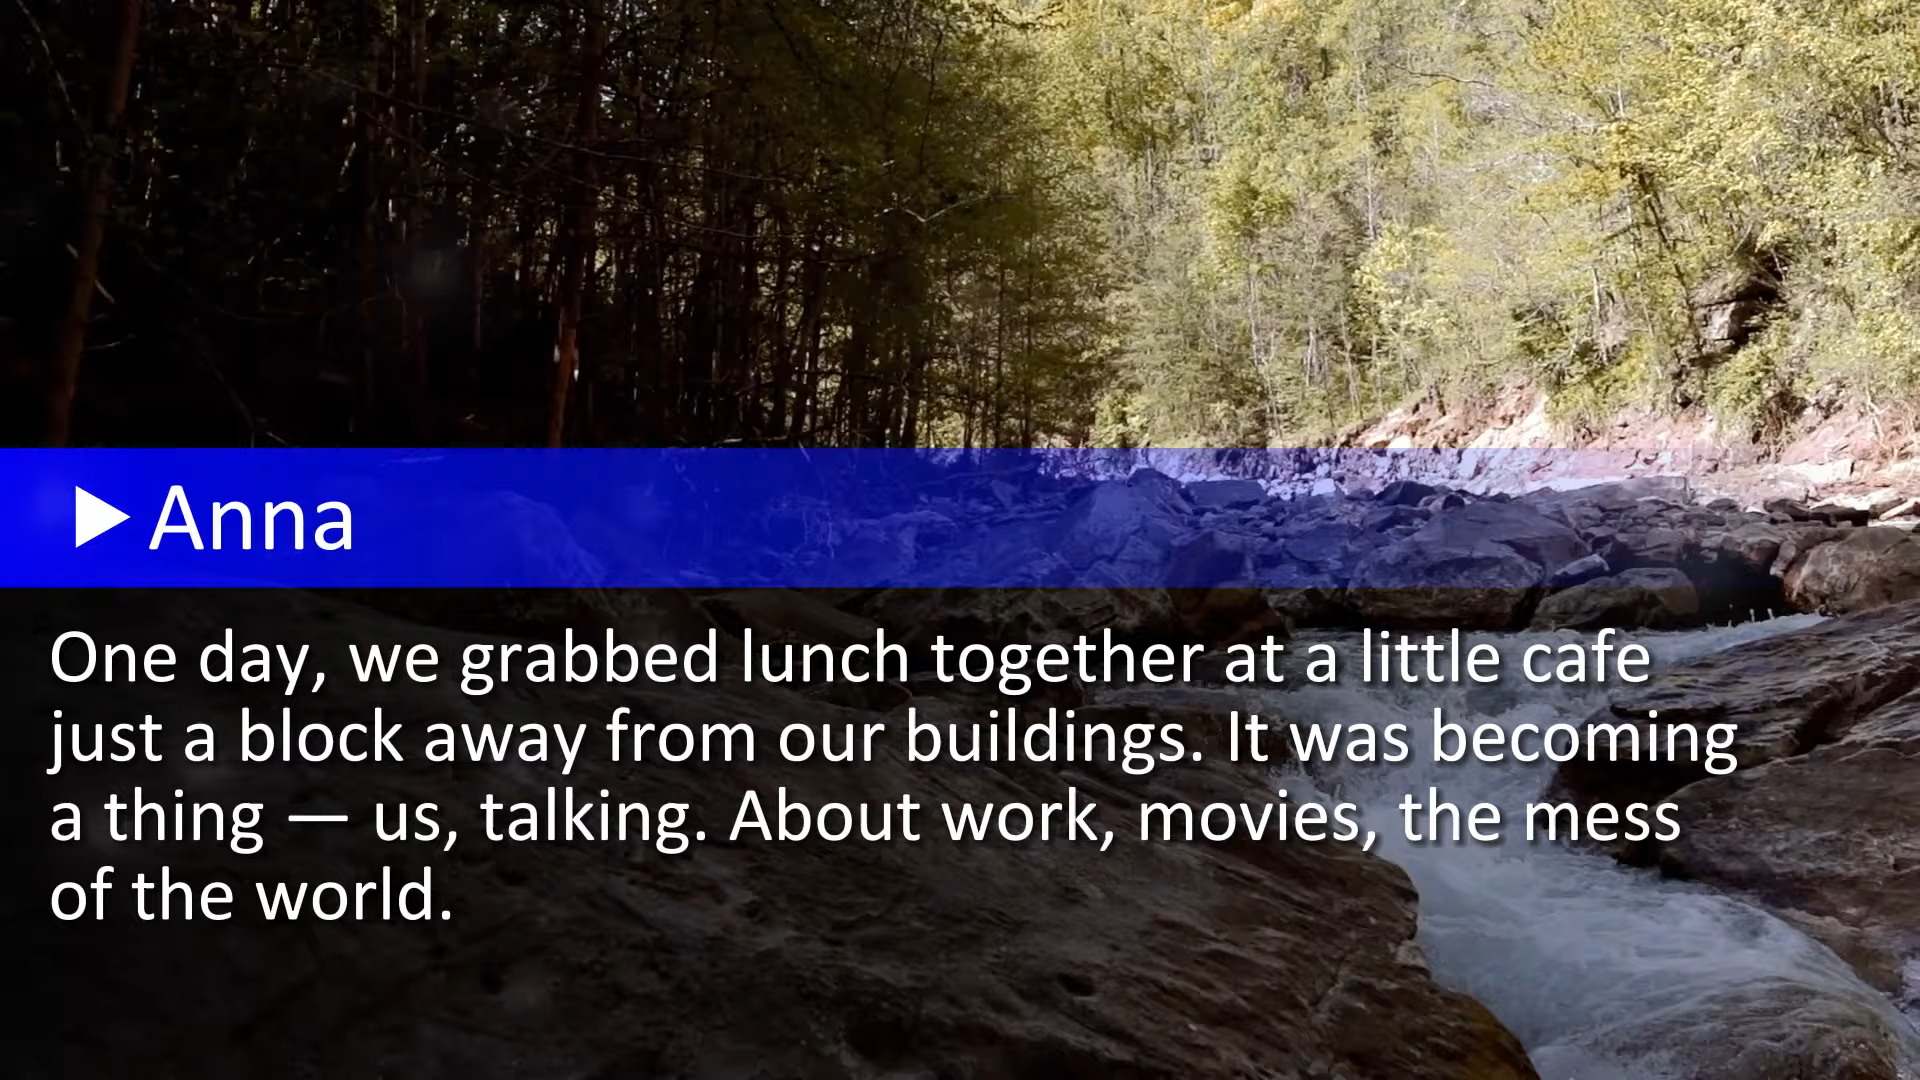 Anna
One day, we grabbed lunch together at a little cafe
just a block away from our buildings. It was becoming
a thing — us, talking. About work, movies, the mess
of the world.